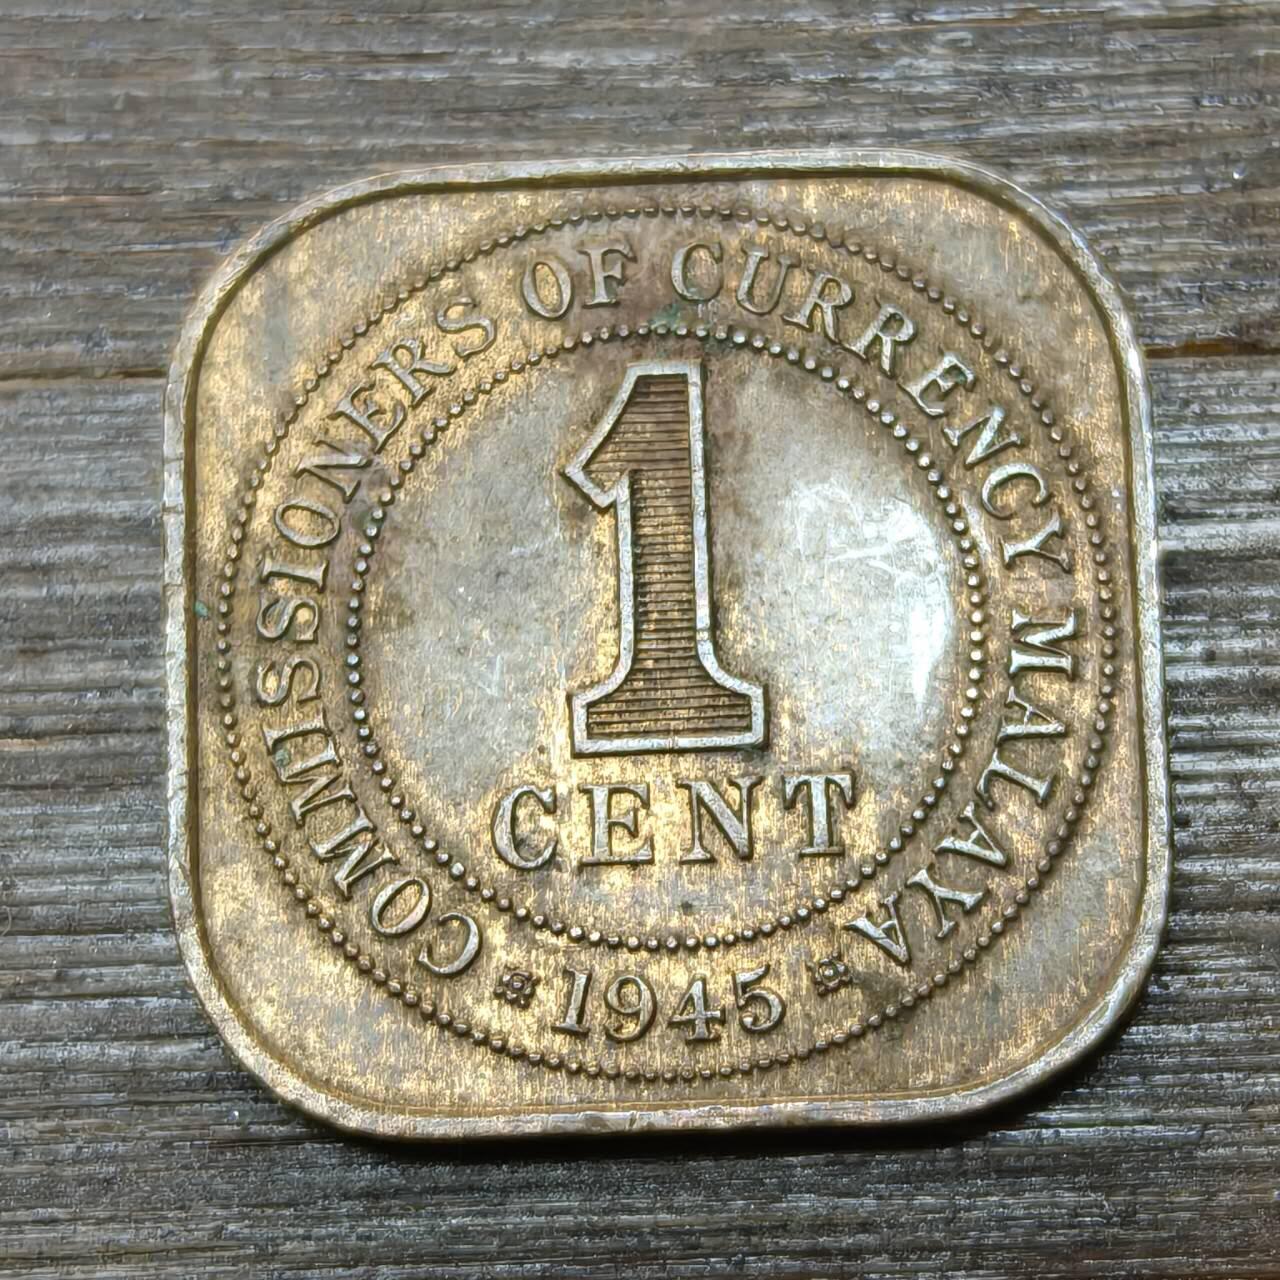 COMMISSIONERS OF CURRENCY MALAYA
1
CENT
1945